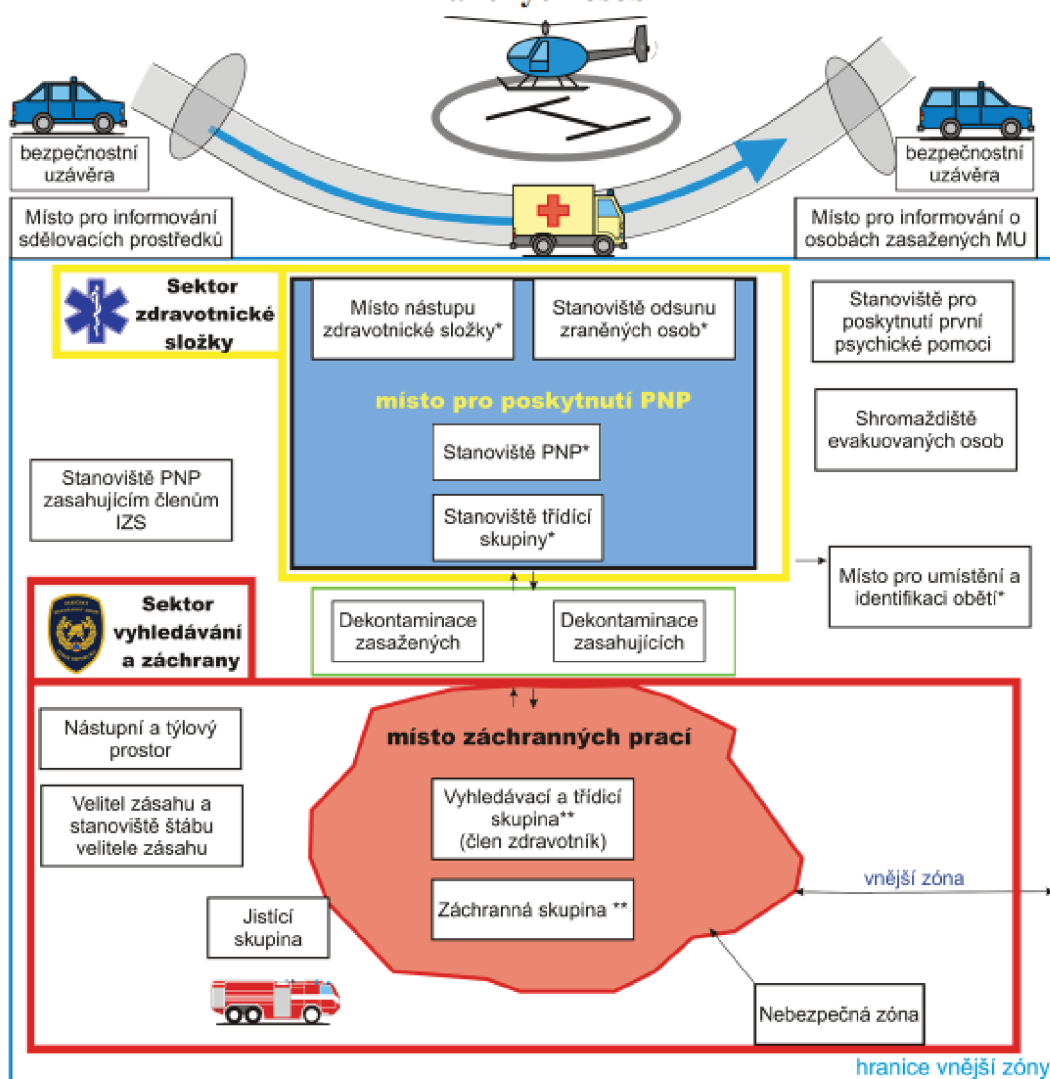 bezpečnostní
uzávěra
bezpečnostní
uzávěra
Místo pro informování
sdělovacích prostředků
Místo pro informování o
osobách zasažených MU
Sektor
zdravotnické
složky
Místo nástupu
zdravotnické složky*
Stanoviště odsunu
zraněných osob*
Stanoviště pro
poskytnutí první
psychické pomoci
místo pro poskytnutí PNP
Shromaždiště
evakuovaných osob
Stanoviště PNP*
Stanoviště PNP
zasahujícím členům
IZS
Stanoviště třídící
skupiny*
Místo pro umístění a
identifikaci obětí*
Sektor
vyhledávání
a záchrany
Dekontaminace
zasažených
Dekontaminace
zasahujících
Nástupní a týlový
prostor
místo záchranných prací
Velitel zásahu a
stanoviště štábu
velitele zásahu
Vyhledávací a třídicí
skupina**
(člen zdravotník)
vnější zóna
Záchranná skupina **
Jistící
skupina
Nebezpečná zóna
hranice vnější zóny